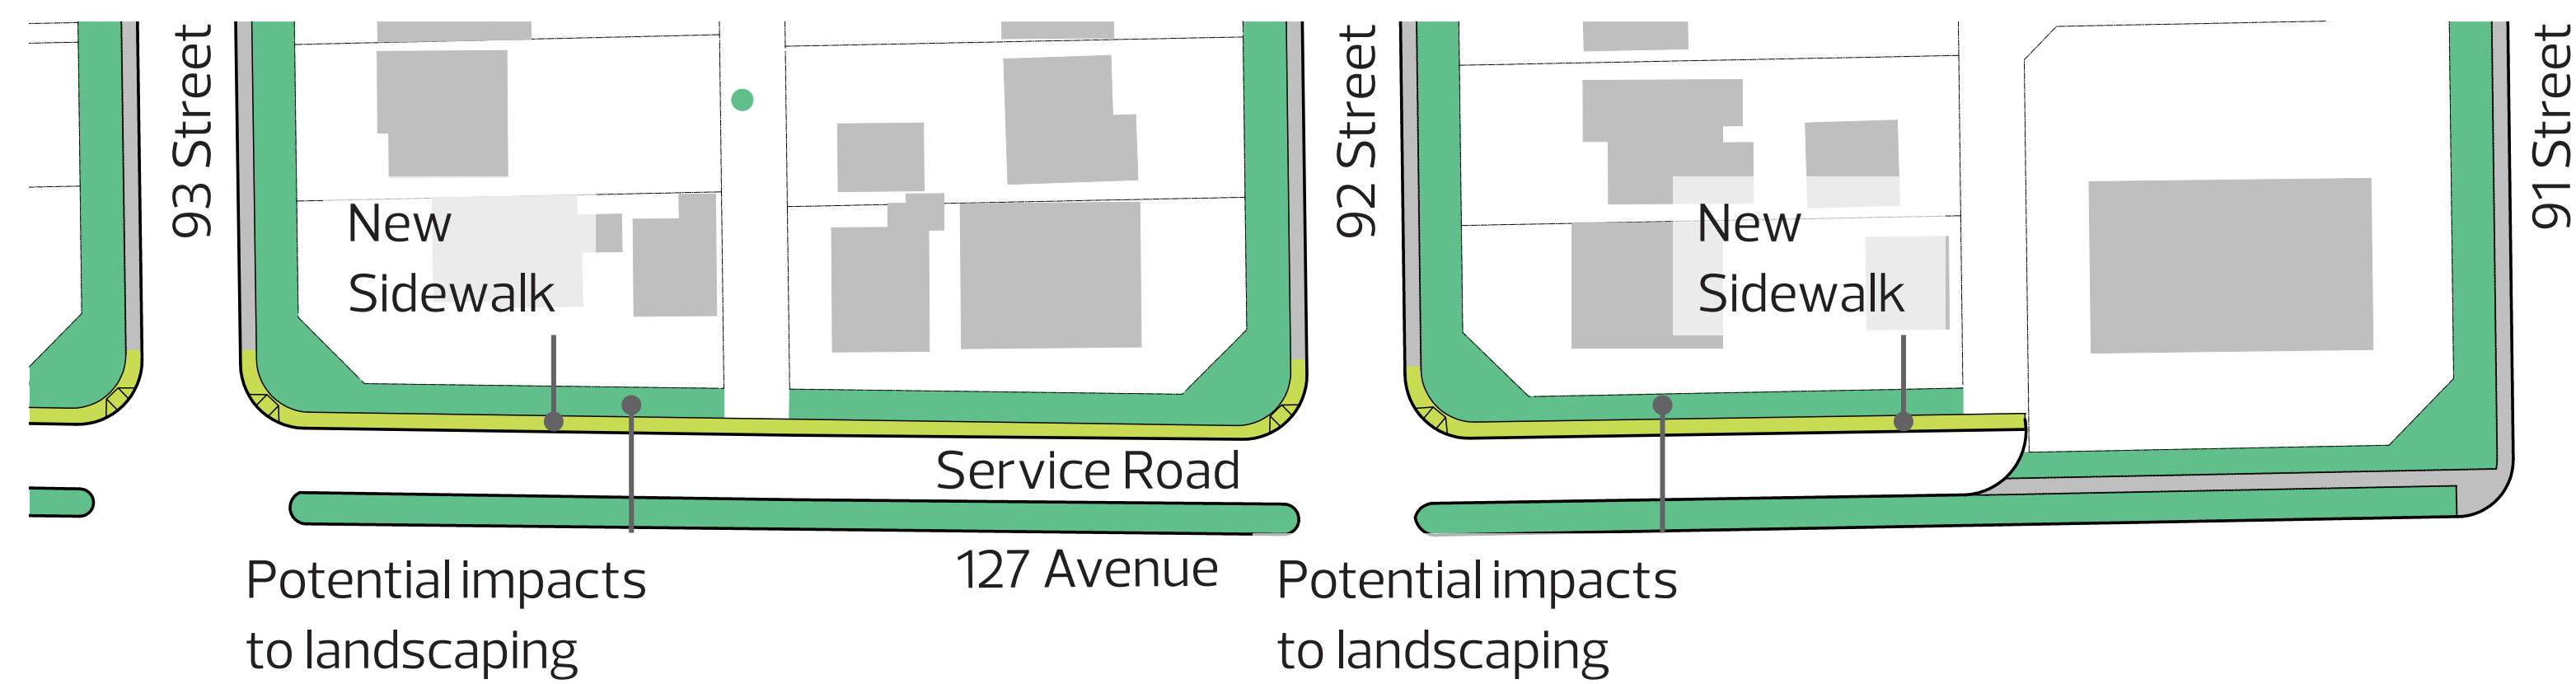 93 Street
92 Street
91 Street
New
Sidewalk
New
Sidewalk
Service Road
127 Avenue
Potential impacts
to landscaping
Potential impacts
to landscaping